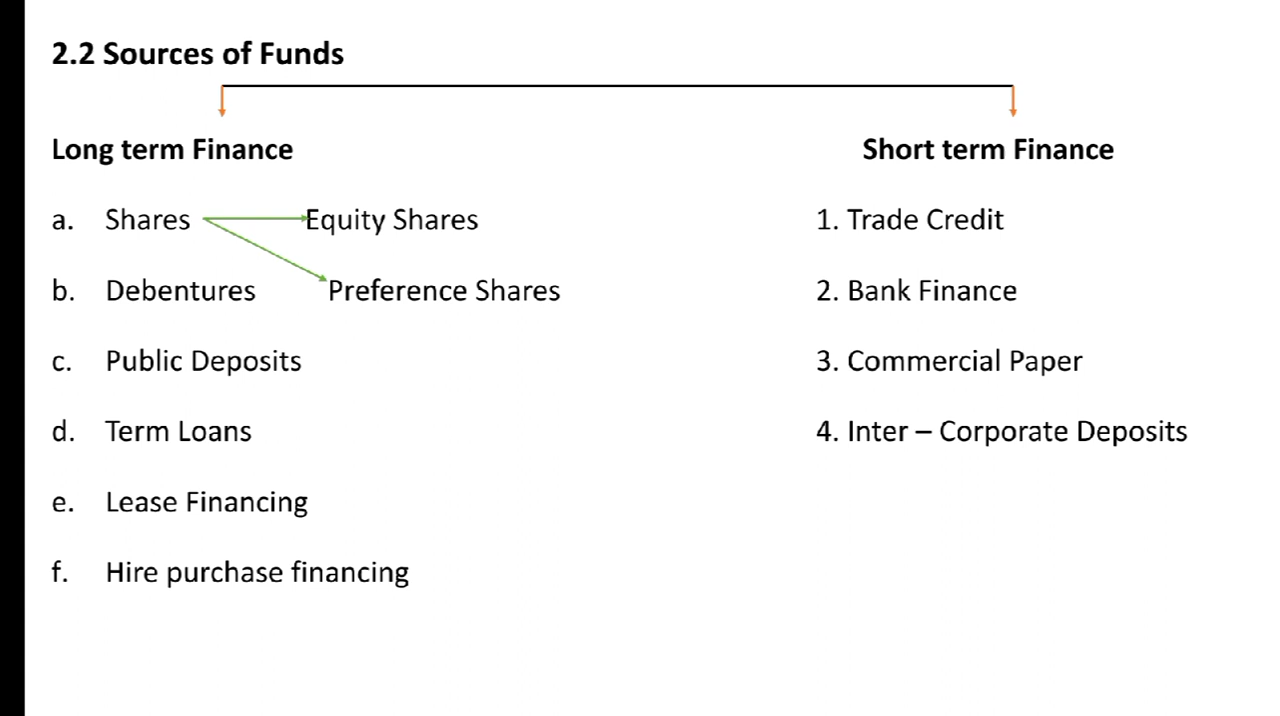 2.2 Sources of Funds
Long term Finance
a. Shares Equity Shares
b. Debentures Preference Shares
c. Public Deposits
d. Term Loans
e. Lease Financing
f. Hire purchase financing
Short term Finance
1. Trade Credit
2. Bank Finance
3. Commercial Paper
4. Inter – Corporate Deposits